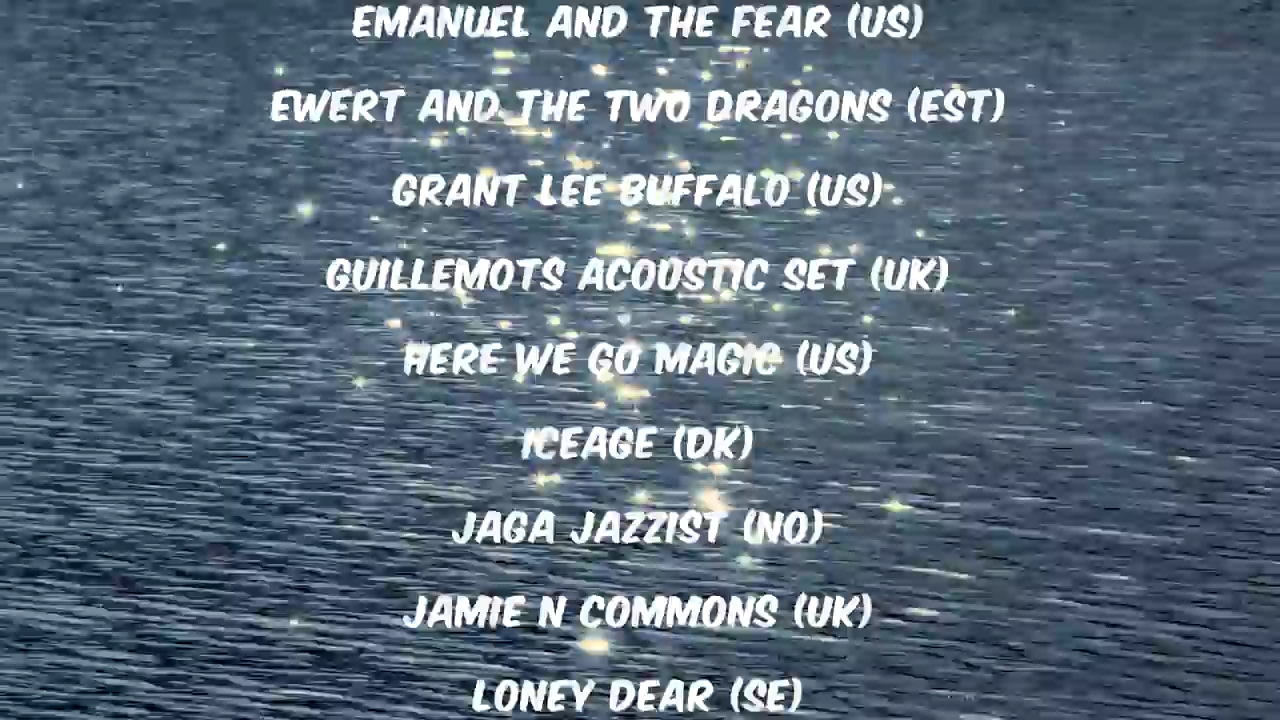 EMANUEL AND THE FEAR (US)
EWERT AND THE TWO DRAGONS (EST)
GRANT LEE BUFFALO (US)
GUILLEMOTS ACOUSTIC SET (UK)
HERE WE GO MAGIC (US)
ICEAGE (DK)
JAGA JAZZIST (NO)
JAMIE N COMMONS (UK)
LONEY DEAR (SE)